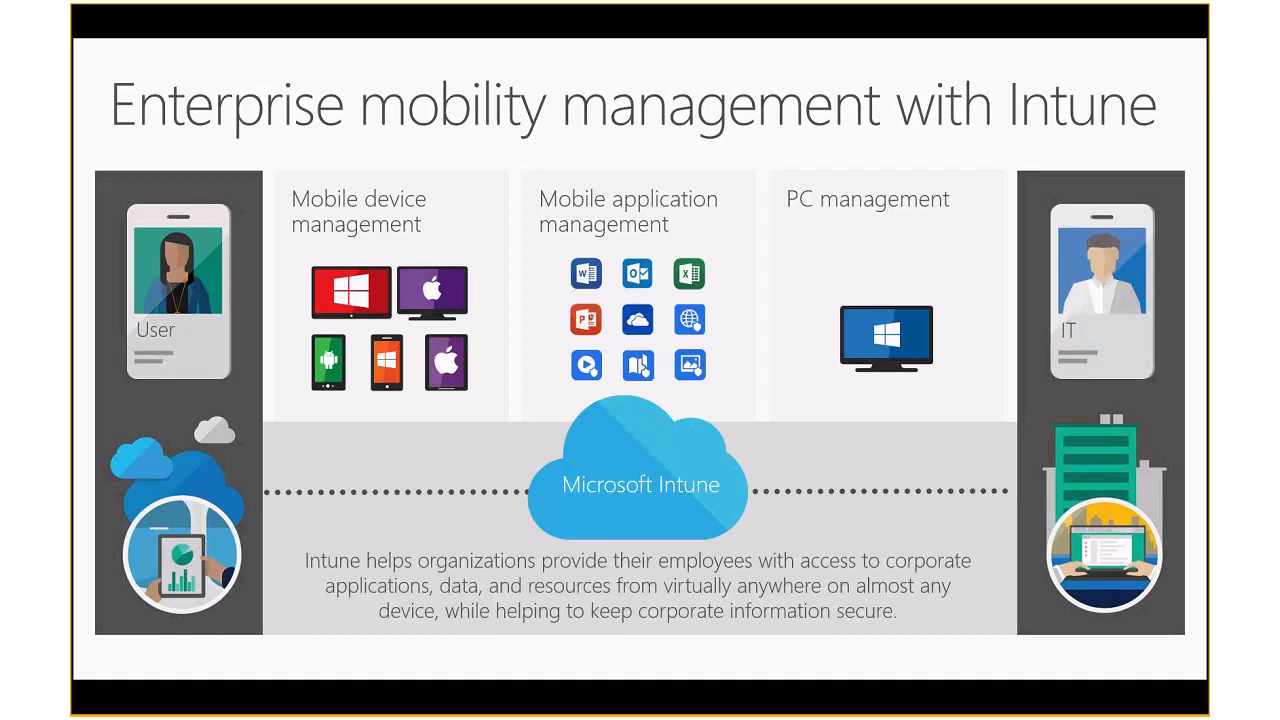 Enterprise mobility management with Intune
User
Mobile device
management
Mobile application
management
PC management
IT
Microsoft Intune
Intune helps organizations provide their employees with access to corporate
applications, data, and resources from virtually anywhere on almost any
device, while helping to keep corporate information secure.